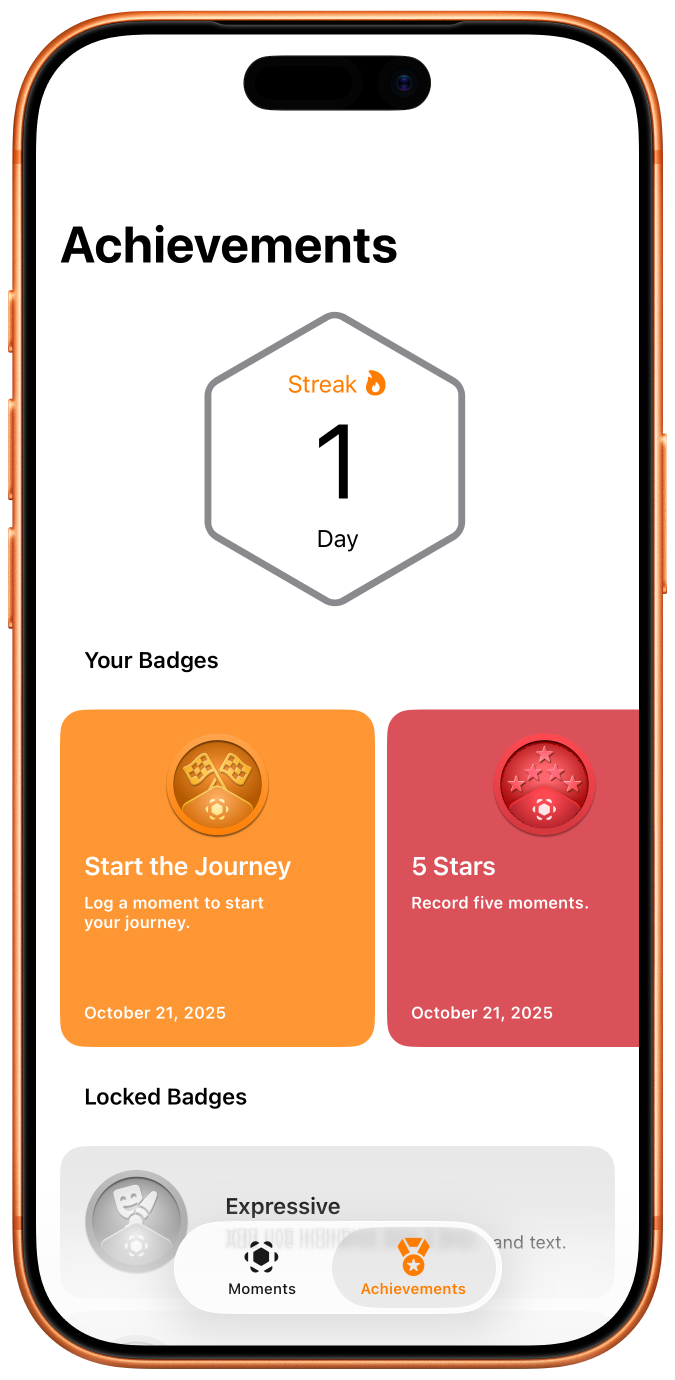 Achievements
Streak
1
Day
Your Badges
Start the Journey
Log a moment to start
your journey.
October 21, 2025
5 Stars
Record five moments.
October 21, 2025
Locked Badges
Expressive
and text.
Moments
Achievements